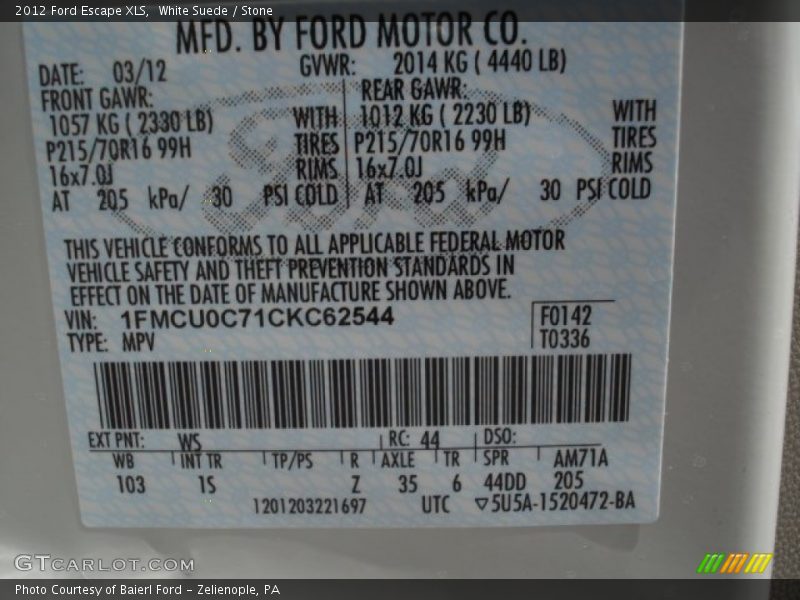 2012 Ford Escape XLS, White Suede / Stone
MFD. BY FORD MOTOR CO.
DATE: 03/12 GVWR: 2014 KG ( 4440 LB)
FRONT GAWR: REAR GAWR:
1057 KG ( 2330 LB) WITH 1012 KG ( 2230 LB) WITH
P215/70R16 99H TIRES P215/70R16 99H TIRES
16x7.0J RIMS 16x7.0J RIMS
AT 205 kPa/ 30 PSI COLD AT 205 kPa/ 30 PSI COLD
Ford
THIS VEHICLE CONFORMS TO ALL APPLICABLE FEDERAL MOTOR
VEHICLE SAFETY AND THEFT PREVENTION STANDARDS IN
EFFECT ON THE DATE OF MANUFACTURE SHOWN ABOVE.
VIN: 1FMCU0C71CKC62544 F0142
TYPE: MPV T0336
EXT PNT: WS RC: 44 DSO:
WB INT TR TP/PS R AXLE TR SPR AM71A
103 1S Z 35 6 44DD 205
1201203221697 UTC ▽5U5A-1520472-BA
GTCARLOT.COM
Photo Courtesy of Baierl Ford - Zelienople, PA